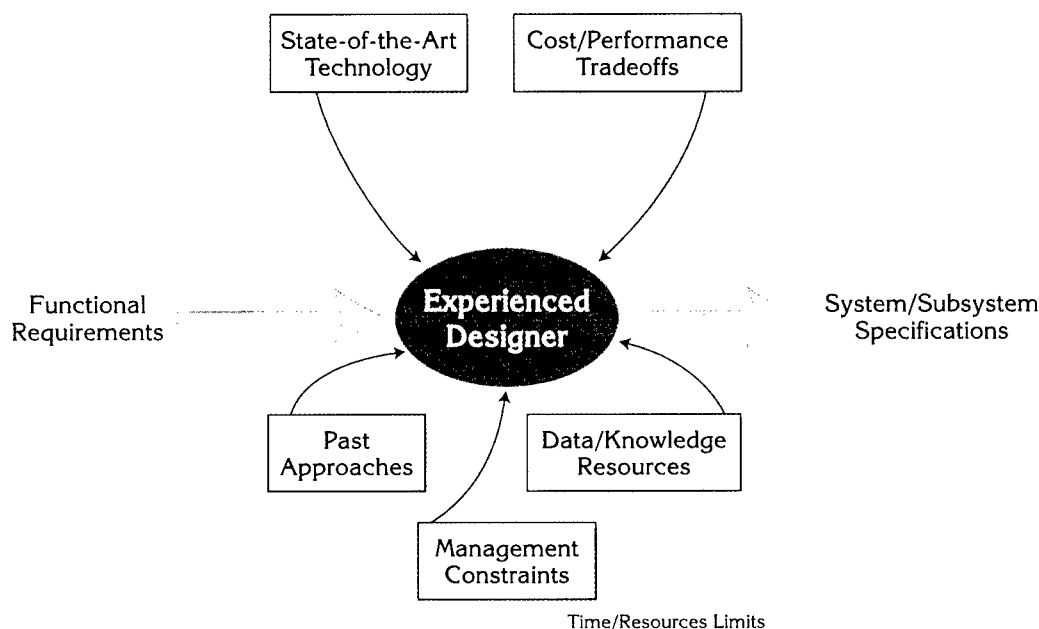 State-of-the-Art
Technology
Cost/Performance
Tradeoffs
Functional
Requirements
Experienced
Designer
System/Subsystem
Specifications
Past
Approaches
Data/Knowledge
Resources
Management
Constraints
Time/Resources Limits